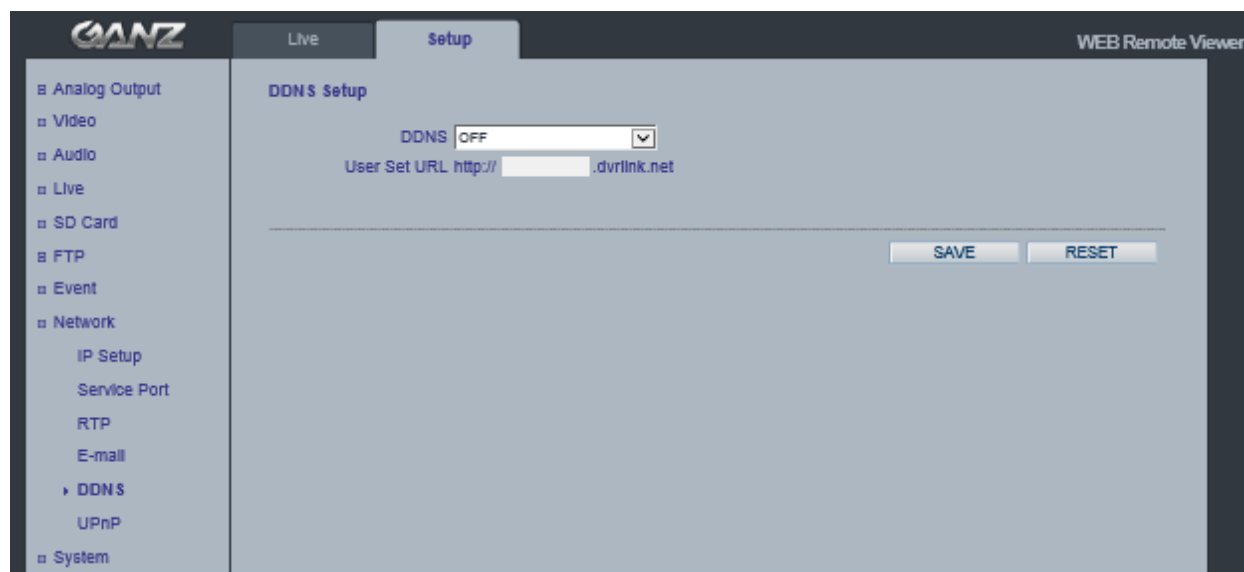 GANZ
Live
Setup
WEB Remote Viewer
Analog Output
Video
Audio
Live
SD Card
FTP
Event
Network
IP Setup
Service Port
RTP
E-mail
DDNS
UPnP
System
DDNS Setup
DDNS OFF
User Set URL http:// .dvrlink.net
SAVE RESET